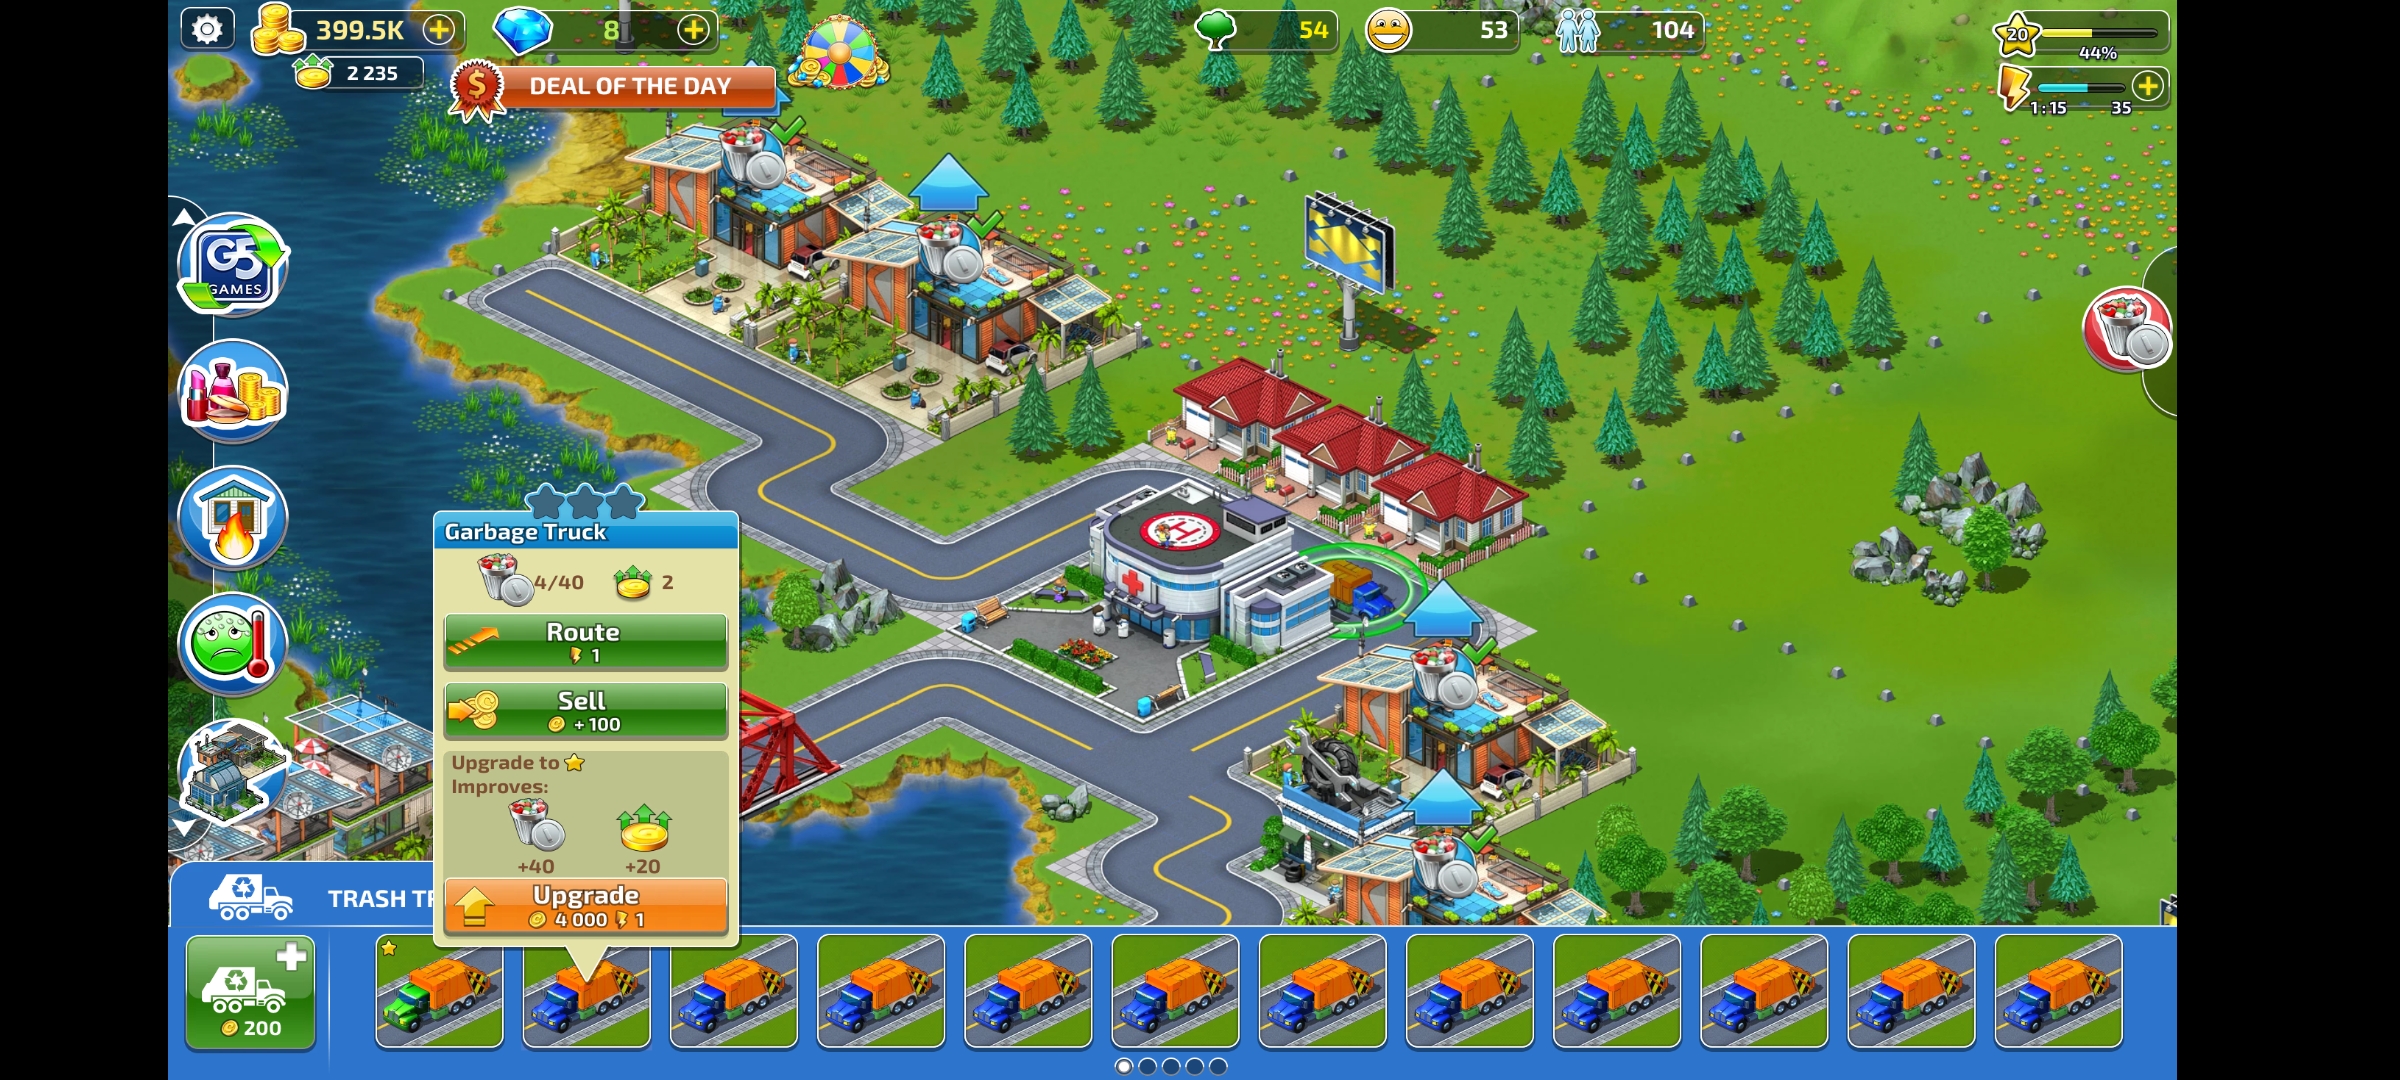 399.5K
8
54
53
104
20
44%
2 235
DEAL OF THE DAY
1:15
35
G5
GAMES
Garbage Truck
4/40
2
Route
1
Sell
+100
Upgrade to
Improves:
+40
+20
Upgrade
4 000
1
TRASH TR
200
H